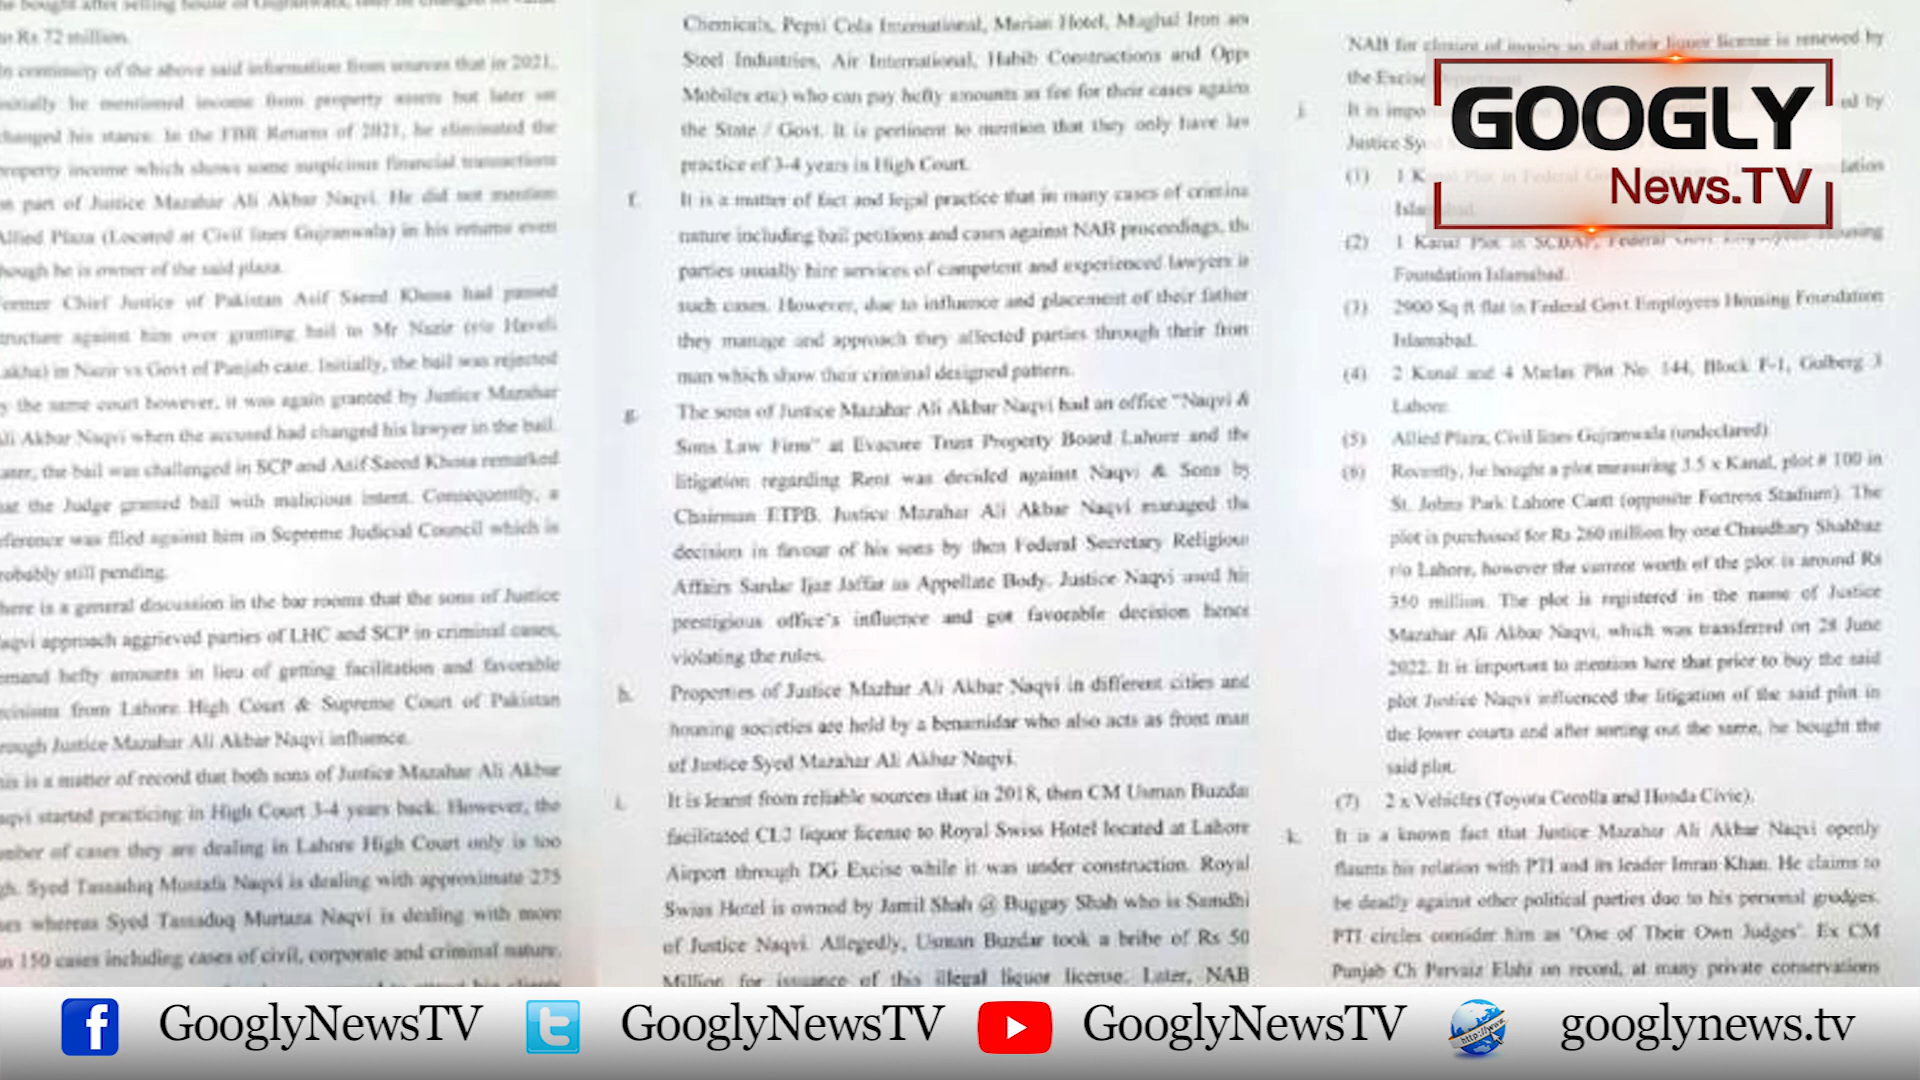 he bought after selling house of Gujranwala, later he changed its value
to Rs 72 million.
In continuity of the above said information from sources that in 2021,
initially he mentioned income from property assets but later on
changed his stance. In the FBR Returns of 2021, he eliminated the
property income which shows some suspicious financial transactions
on part of Justice Mazahar Ali Akbar Naqvi. He did not mention
Allied Plaza (Located at Civil lines Gujranwala) in his returns even
hough he is owner of the said plaza.
Former Chief Justice of Pakistan Asif Saeed Khosa had passed
tructure against him over granting bail to Mr Nazir (r/o Haveli
akha) in Nazir vs Govt of Punjab case. Initially, the bail was rejected
y the same court however, it was again granted by Justice Mazahar
Ali Akbar Naqvi when the accused had changed his lawyer in the bail.
ater, the bail was challenged in SCP and Asif Saeed Khosa remarked
hat the Judge granted bail with malicious intent. Consequently, a
eference was filed against him in Supreme Judicial Council which is
robably still pending.
here is a general discussion in the bar rooms that the sons of Justice
aqvi approach aggrieved parties of LHC and SCP in criminal cases,
emand hefty amounts in lieu of getting facilitation and favorable
ecisions from Lahore High Court & Supreme Court of Pakistan
rough Justice Mazahar Ali Akbar Naqvi influence.
his is a matter of record that both sons of Justice Mazahar Ali Akbar
aqvi started practicing in High Court 3-4 years back. However, the
mber of cases they are dealing in Lahore High Court only is too
gh. Syed Tassaduq Mustafa Naqvi is dealing with approximate 275
ses whereas Syed Tassaduq Murtaza Naqvi is dealing with more
n 150 cases including cases of civil, corporate and criminal nature.
Chemicals, Pepsi Cola International, Marian Hotel, Mughal Iron and
Steel Industries, Air International, Habib Constructions and Oppo
Mobiles etc) who can pay hefty amounts as fee for their cases agains
the State / Govt. It is pertinent to mention that they only have law
practice of 3-4 years in High Court.
f. It is a matter of fact and legal practice that in many cases of crimina
nature including bail petitions and cases against NAB proceedings, the
parties usually hire services of competent and experienced lawyers in
such cases. However, due to influence and placement of their father
they manage and approach they affected parties through their fron
man which show their criminal designed pattern.
g. The sons of Justice Mazahar Ali Akbar Naqvi had an office "Naqvi &
Sons Law Firm" at Evacuee Trust Property Board Lahore and the
litigation regarding Rent was decided against Naqvi & Sons by
Chairman ETPB. Justice Mazahar Ali Akbar Naqvi managed the
decision in favour of his sons by then Federal Secretary Religious
Affairs Sardar Ijaz Jaffar as Appellate Body. Justice Naqvi used his
prestigious office's influence and got favorable decision hence
violating the rules.
h. Properties of Justice Mazhar Ali Akbar Naqvi in different cities and
housing societies are held by a benamidar who also acts as front man
of Justice Syed Mazahar Ali Akbar Naqvi.
i. It is learnt from reliable sources that in 2018, then CM Usman Buzdar
facilitated CL2 liquor license to Royal Swiss Hotel located at Lahore
Airport through DG Excise while it was under construction. Royal
Swiss Hotel is owned by Jamil Shah @ Buggay Shah who is Samdhi
of Justice Naqvi. Allegedly, Usman Buzdar took a bribe of Rs 50
Million for issuance of this illegal liquor license. Later, NAB
NAB for closure of inquiry so that their liquor license is renewed by
the Excise Department
j. It is impo ed by
Justice Sy
(1) 1 Kanal Plot in Federal Foundation
Islamabad.
(2) 1 Kanal Plot in SCBAP, Federal Govt Employees Housing
Foundation Islamabad.
(3) 2900 Sq ft flat in Federal Govt Employees Housing Foundation
Islamabad.
(4) 2 Kanal and 4 Marlas Plot No. 144, Block F-1, Gulberg 3
Lahore.
(5) Allied Plaza, Civil lines Gujranwala (undeclared)
(6) Recently, he bought a plot measuring 3.5 x Kanal, plot # 100 in
St. Johns Park Lahore Cantt (opposite Fortress Stadium). The
plot is purchased for Rs 260 million by one Chaudhary Shahbaz
r/o Lahore, however the current worth of the plot is around Rs
350 million. The plot is registered in the name of Justice
Mazahar Ali Akbar Naqvi, which was transferred on 28 June
2022. It is important to mention here that prior to buy the said
plot Justice Naqvi influenced the litigation of the said plot in
the lower courts and after sorting out the same, he bought the
said plot.
(7) 2 x Vehicles (Toyota Corolla and Honda Civic).
k. It is a known fact that Justice Mazahar Ali Akbar Naqvi openly
flaunts his relation with PTI and its leader Imran Khan. He claims to
be deadly against other political parties due to his personal grudges.
PTI circles consider him as "One of Their Own Judges". Ex CM
Punjab Ch Pervaiz Elahi on record, at many private conservations
GOOGLY
News.TV
GooglyNewsTV
GooglyNewsTV
GooglyNewsTV
http://www.
googlynews.tv